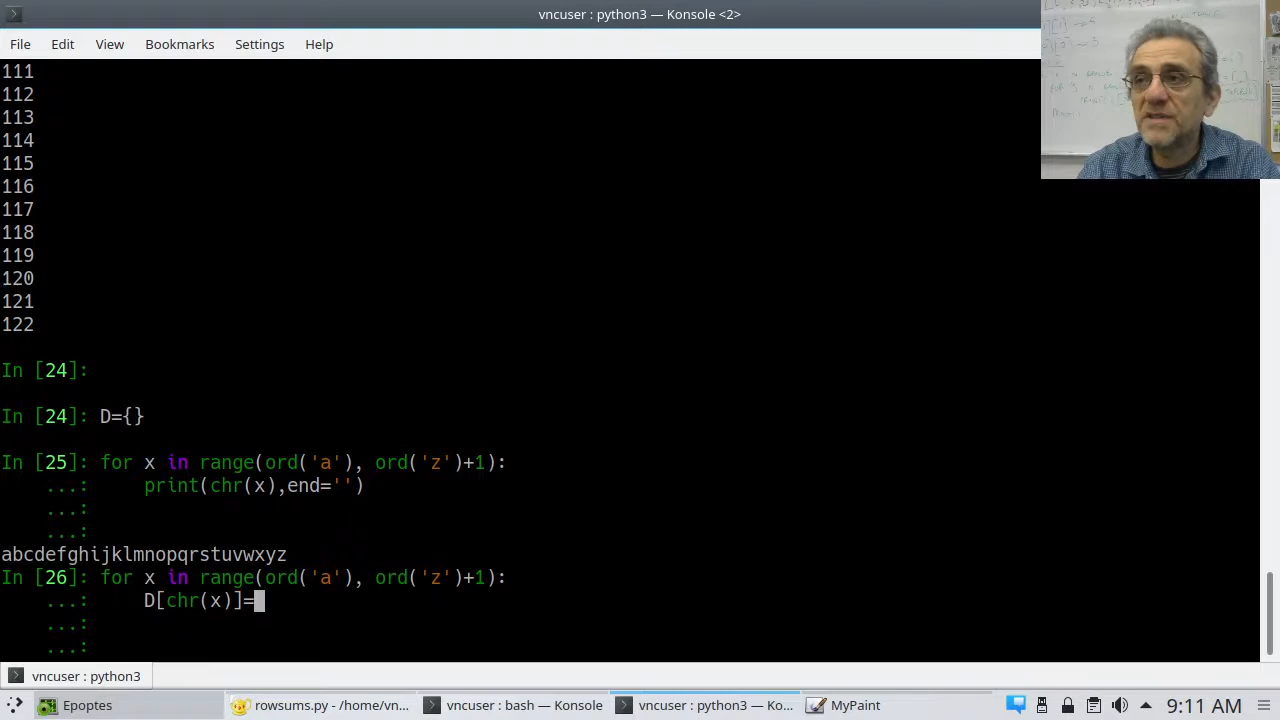 vncuser : python3 — Konsole <2>
File Edit View Bookmarks Settings Help
111
112
113
114
115
116
117
118
119
120
121
122
In [24]:
In [24]: D={}
In [25]: for x in range(ord('a'), ord('z')+1):
...: print(chr(x),end='')
...:
...:
abcdefghijklmnopqrstuvwxyz
In [26]: for x in range(ord('a'), ord('z')+1):
...: D[chr(x)]=
...:
...:
vncuser : python3
Epoptes rowsums.py - /home/vn... vncuser : bash — Konsole vncuser : python3 — Ko... MyPaint 9:11 AM